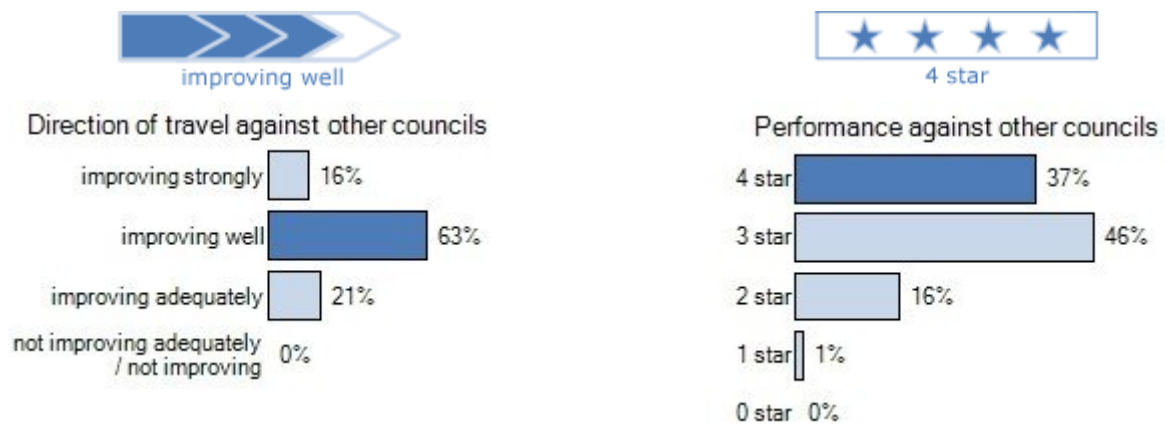 improving well
Direction of travel against other councils
improving strongly 16%
improving well 63%
improving adequately 21%
not improving adequately
/ not improving 0%
4 star
Performance against other councils
4 star 37%
3 star 46%
2 star 16%
1 star 1%
0 star 0%